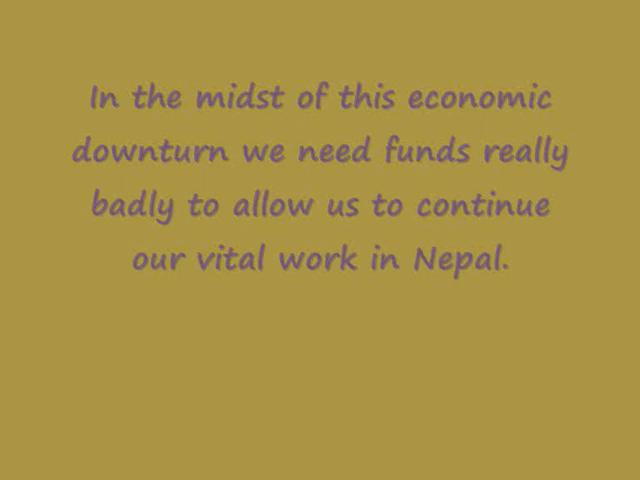 In the midst of this economic
downturn we need funds really
badly to allow us to continue
our vital work in Nepal.